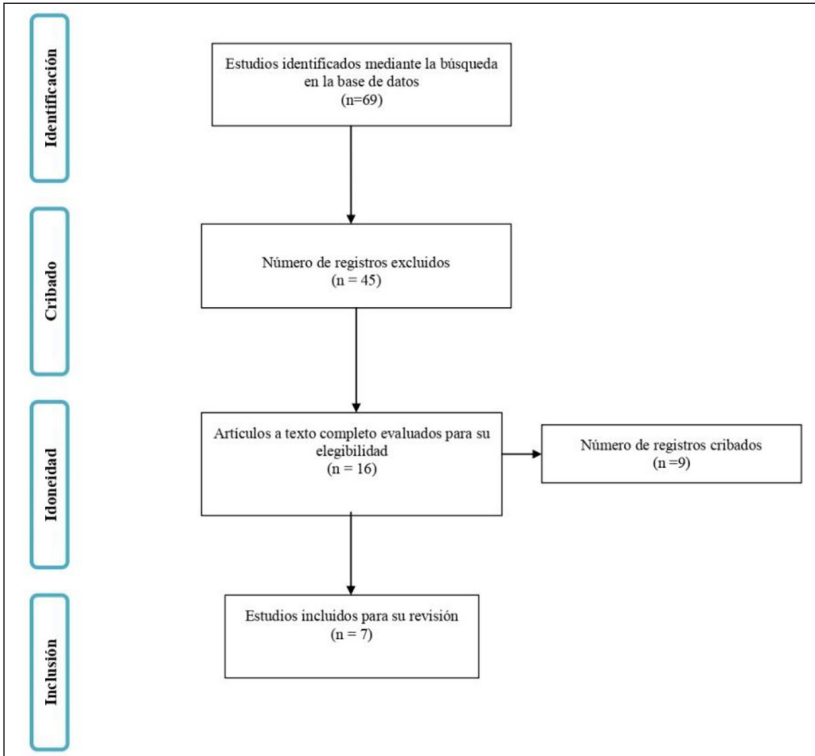 Identificación
Estudios identificados mediante la búsqueda
en la base de datos
(n=69)
Cribado
Número de registros excluidos
(n = 45)
Idoneidad
Artículos a texto completo evaluados para su
elegibilidad
(n = 16)
Número de registros cribados
(n =9)
Inclusión
Estudios incluidos para su revisión
(n = 7)